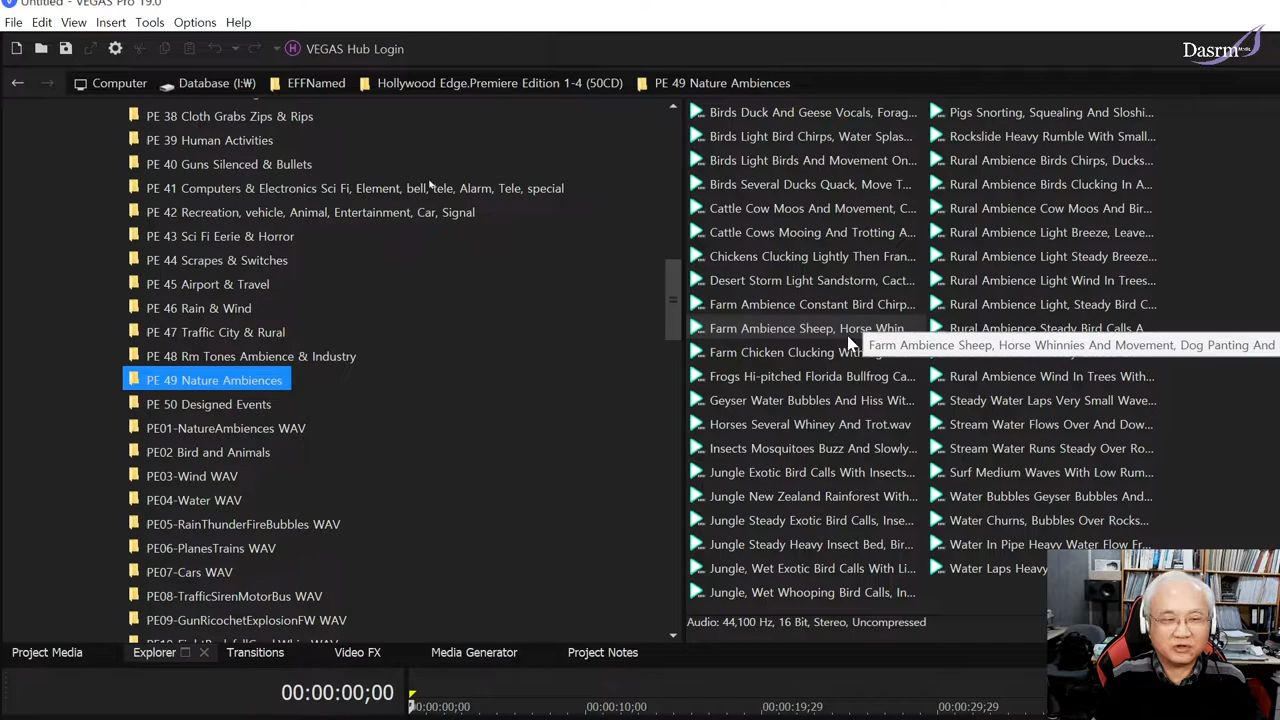 Untitled - VEGAS Pro 19.0
File Edit View Insert Tools Options Help
VEGAS Hub Login
Dasrm Media
Computer Database (I:\) EFFNamed Hollywood Edge.Premiere Edition 1-4 (50CD) PE 49 Nature Ambiences
PE 38 Cloth Grabs Zips & Rips
PE 39 Human Activities
PE 40 Guns Silenced & Bullets
PE 41 Computers & Electronics Sci Fi, Element, bell, tele, Alarm, Tele, special
PE 42 Recreation, vehicle, Animal, Entertainment, Car, Signal
PE 43 Sci Fi Eerie & Horror
PE 44 Scrapes & Switches
PE 45 Airport & Travel
PE 46 Rain & Wind
PE 47 Traffic City & Rural
PE 48 Rm Tones Ambience & Industry
PE 49 Nature Ambiences
PE 50 Designed Events
PE01-NatureAmbiences WAV
PE02 Bird and Animals
PE03-Wind WAV
PE04-Water WAV
PE05-RainThunderFireBubbles WAV
PE06-PlanesTrains WAV
PE07-Cars WAV
PE08-TrafficSirenMotorBus WAV
PE09-GunRicochetExplosionFW WAV
Birds Duck And Geese Vocals, Forag...
Birds Light Bird Chirps, Water Splas...
Birds Light Birds And Movement On...
Birds Several Ducks Quack, Move T...
Cattle Cow Moos And Movement, C...
Cattle Cows Mooing And Trotting A...
Chickens Clucking Lightly Then Fran...
Desert Storm Light Sandstorm, Cact...
Farm Ambience Constant Bird Chirp...
Farm Ambience Sheep, Horse Whin...
Farm Chicken Clucking With
Frogs Hi-pitched Florida Bullfrog Ca...
Geyser Water Bubbles And Hiss Wit...
Horses Several Whiney And Trot.wav
Insects Mosquitoes Buzz And Slowly...
Jungle Exotic Bird Calls With Insects...
Jungle New Zealand Rainforest With...
Jungle Steady Exotic Bird Calls, Inse...
Jungle Steady Heavy Insect Bed, Bir...
Jungle, Wet Exotic Bird Calls With Li...
Jungle, Wet Whooping Bird Calls, In...
Pigs Snorting, Squealing And Sloshi...
Rockslide Heavy Rumble With Small...
Rural Ambience Birds Chirps, Ducks...
Rural Ambience Birds Clucking In A...
Rural Ambience Cow Moos And Bir...
Rural Ambience Light Breeze, Leave...
Rural Ambience Light Steady Breeze...
Rural Ambience Light Wind In Trees...
Rural Ambience Light, Steady Bird C...
Rural Ambience Steady Bird Calls A
Farm Ambience Sheep, Horse Whinnies And Movement, Dog Panting And
Rural Ambience Wind In Trees With...
Steady Water Laps Very Small Wave...
Stream Water Flows Over And Dow...
Stream Water Runs Steady Over Ro...
Surf Medium Waves With Low Rum...
Water Bubbles Geyser Bubbles And...
Water Churns, Bubbles Over Rocks...
Water In Pipe Heavy Water Flow Fr...
Water Laps Heavy
Audio: 44,100 Hz, 16 Bit, Stereo, Uncompressed
Project Media Explorer Transitions Video FX Media Generator Project Notes
00:00:00;00
00:00:00;00 00:00:10;00 00:00:19;29 00:00:29;29